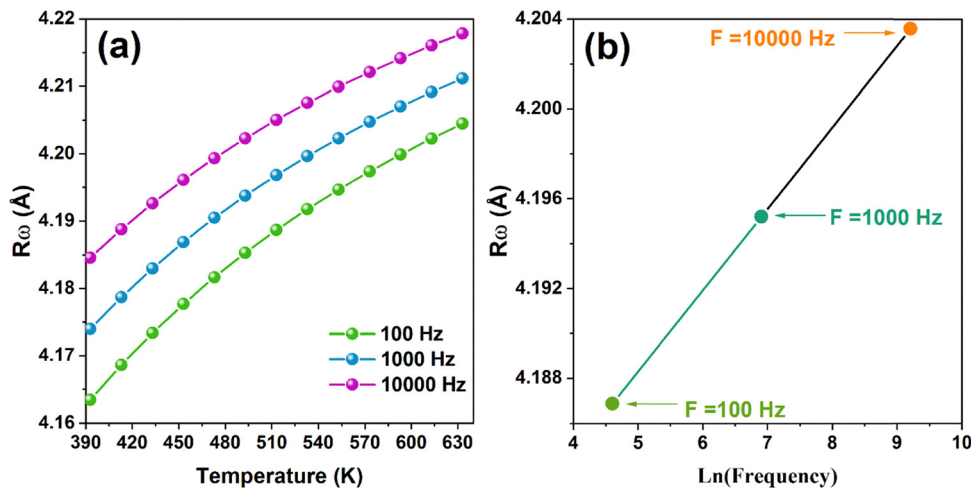 (a)
4.22
4.21
4.20
4.19
4.18
4.17
4.16
Rω (Å)
100 Hz
1000 Hz
10000 Hz
390 420 450 480 510 540 570 600 630
Temperature (K)
(b)
4.204
4.200
4.196
4.192
4.188
Rω (Å)
F =10000 Hz
F =1000 Hz
F =100 Hz
4 5 6 7 8 9 10
Ln(Frequency)